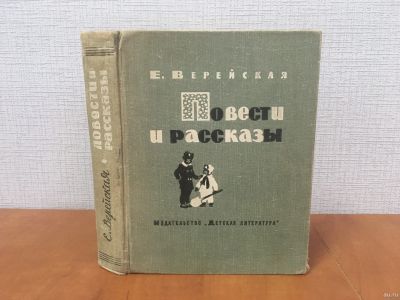 Е. Верейская
Повести
и рассказы
Издательство „Детская литература"
Е. Верейская • Повести и
рассказы